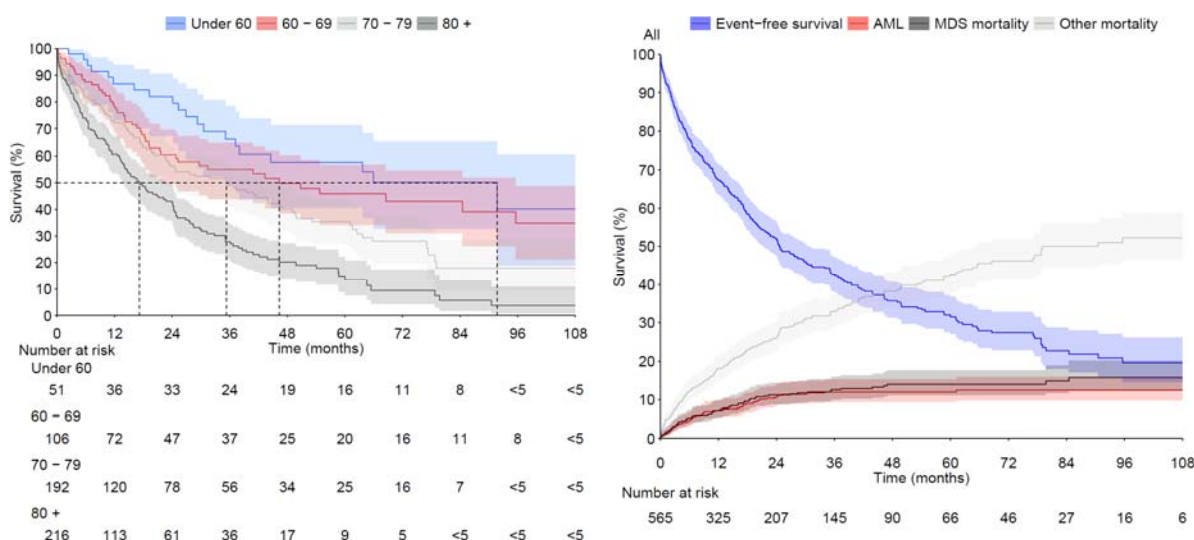 Under 60 60 − 69 70 − 79 80 +
100
90
80
70
60
50
40
30
20
10
0
Survival (%)
0 12 24 36 48 60 72 84 96 108
Time (months)
Number at risk
Under 60
51 36 33 24 19 16 11 8 <5 <5
60 − 69
106 72 47 37 25 20 16 11 8 <5
70 − 79
192 120 78 56 34 25 16 7 <5 <5
80 +
216 113 61 36 17 9 5 <5 <5 <5
All
Event−free survival AML MDS mortality Other mortality
100
90
80
70
60
50
40
30
20
10
0
Survival (%)
0 12 24 36 48 60 72 84 96 108
Time (months)
Number at risk
565 325 207 145 90 66 46 27 16 6